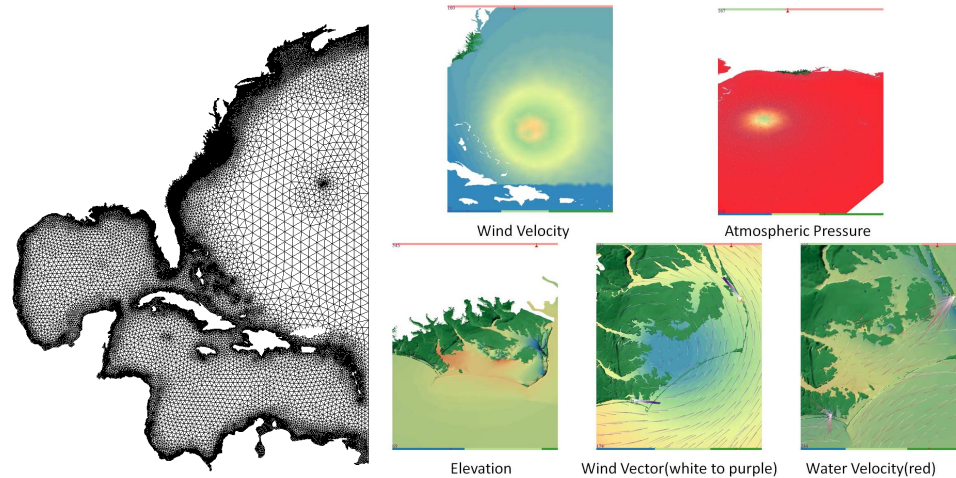 Wind Velocity
Atmospheric Pressure
Elevation
Wind Vector(white to purple)
Water Velocity(red)